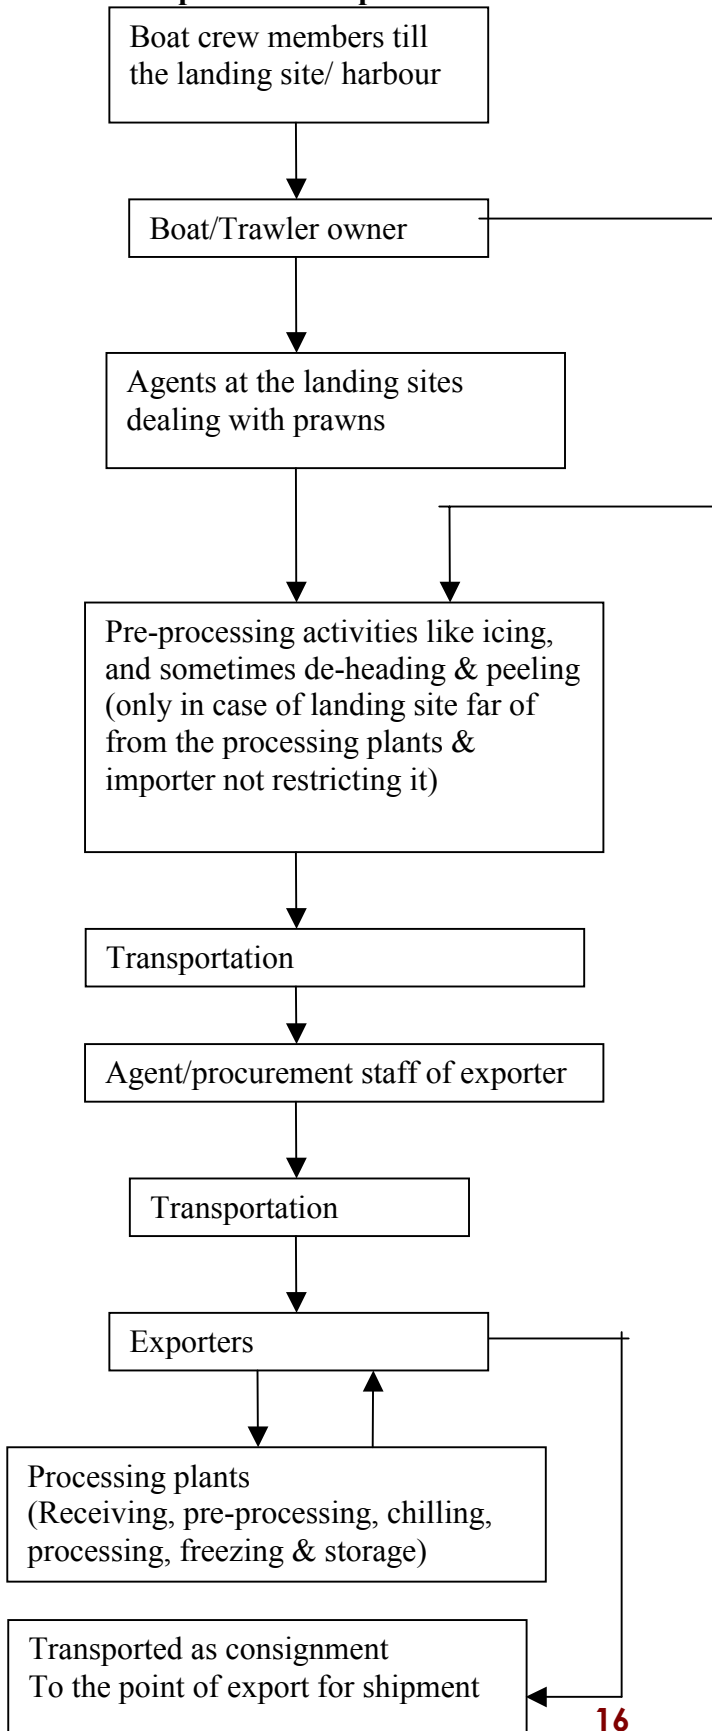 Boat crew members till
the landing site/ harbour
Boat/Trawler owner
Agents at the landing sites
dealing with prawns
Pre-processing activities like icing,
and sometimes de-heading & peeling
(only in case of landing site far of
from the processing plants &
importer not restricting it)
Transportation
Agent/procurement staff of exporter
Transportation
Exporters
Processing plants
(Receiving, pre-processing, chilling,
processing, freezing & storage)
Transported as consignment
To the point of export for shipment
16